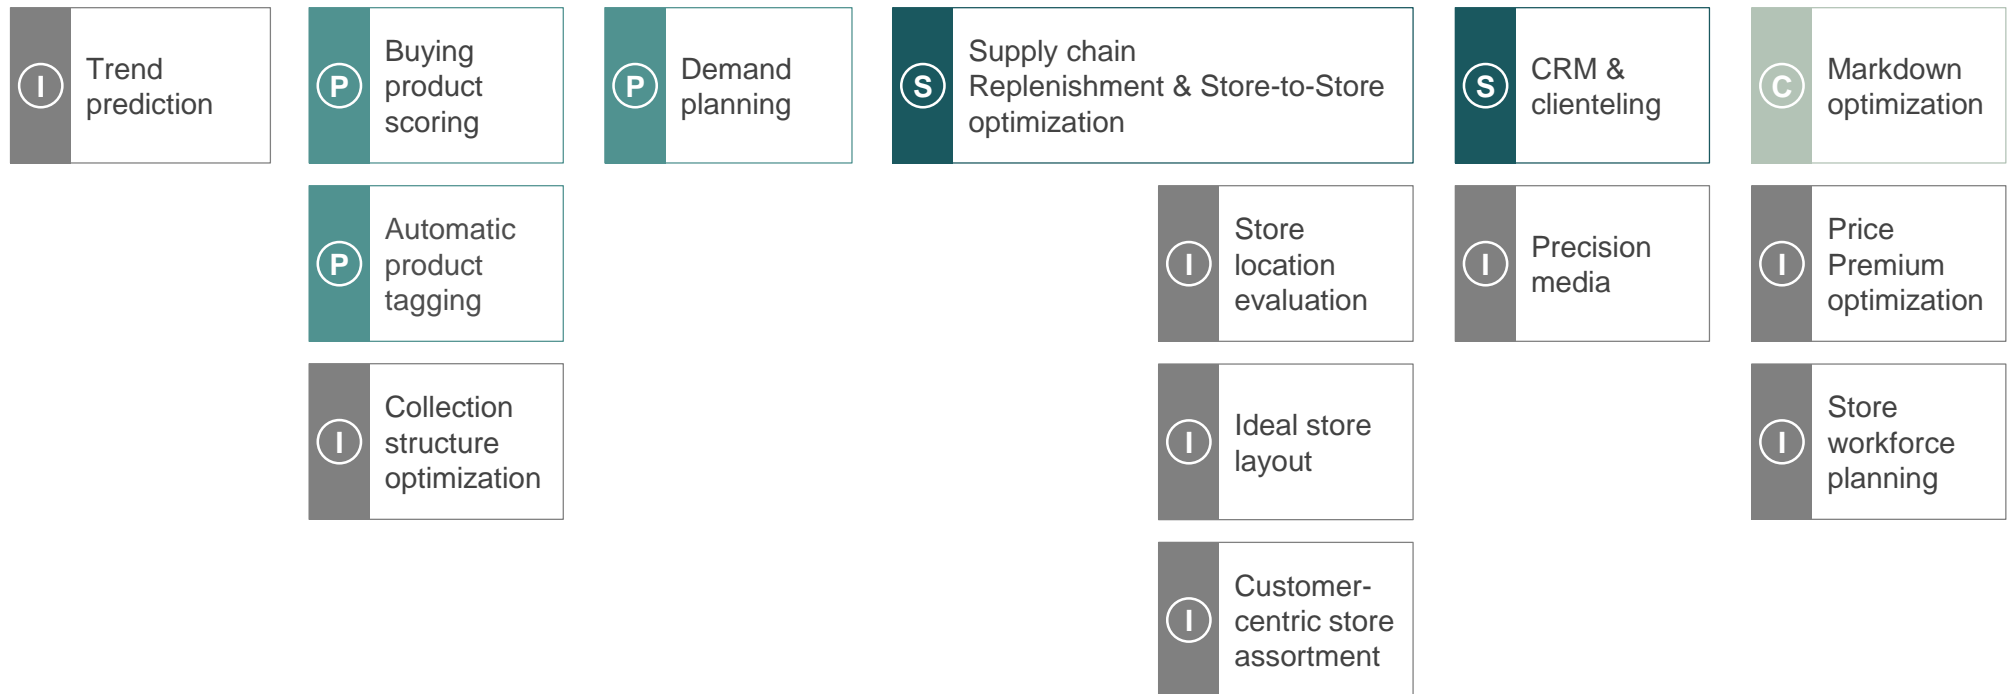 I
Trend
prediction
P
Buying
product
scoring
P
Demand
planning
S
Supply chain
Replenishment & Store-to-Store
optimization
S
CRM &
clienteling
C
Markdown
optimization
P
Automatic
product
tagging
I
Store
location
evaluation
I
Precision
media
I
Price
Premium
optimization
I
Collection
structure
optimization
I
Ideal store
layout
I
Store
workforce
planning
I
Customer-
centric store
assortment